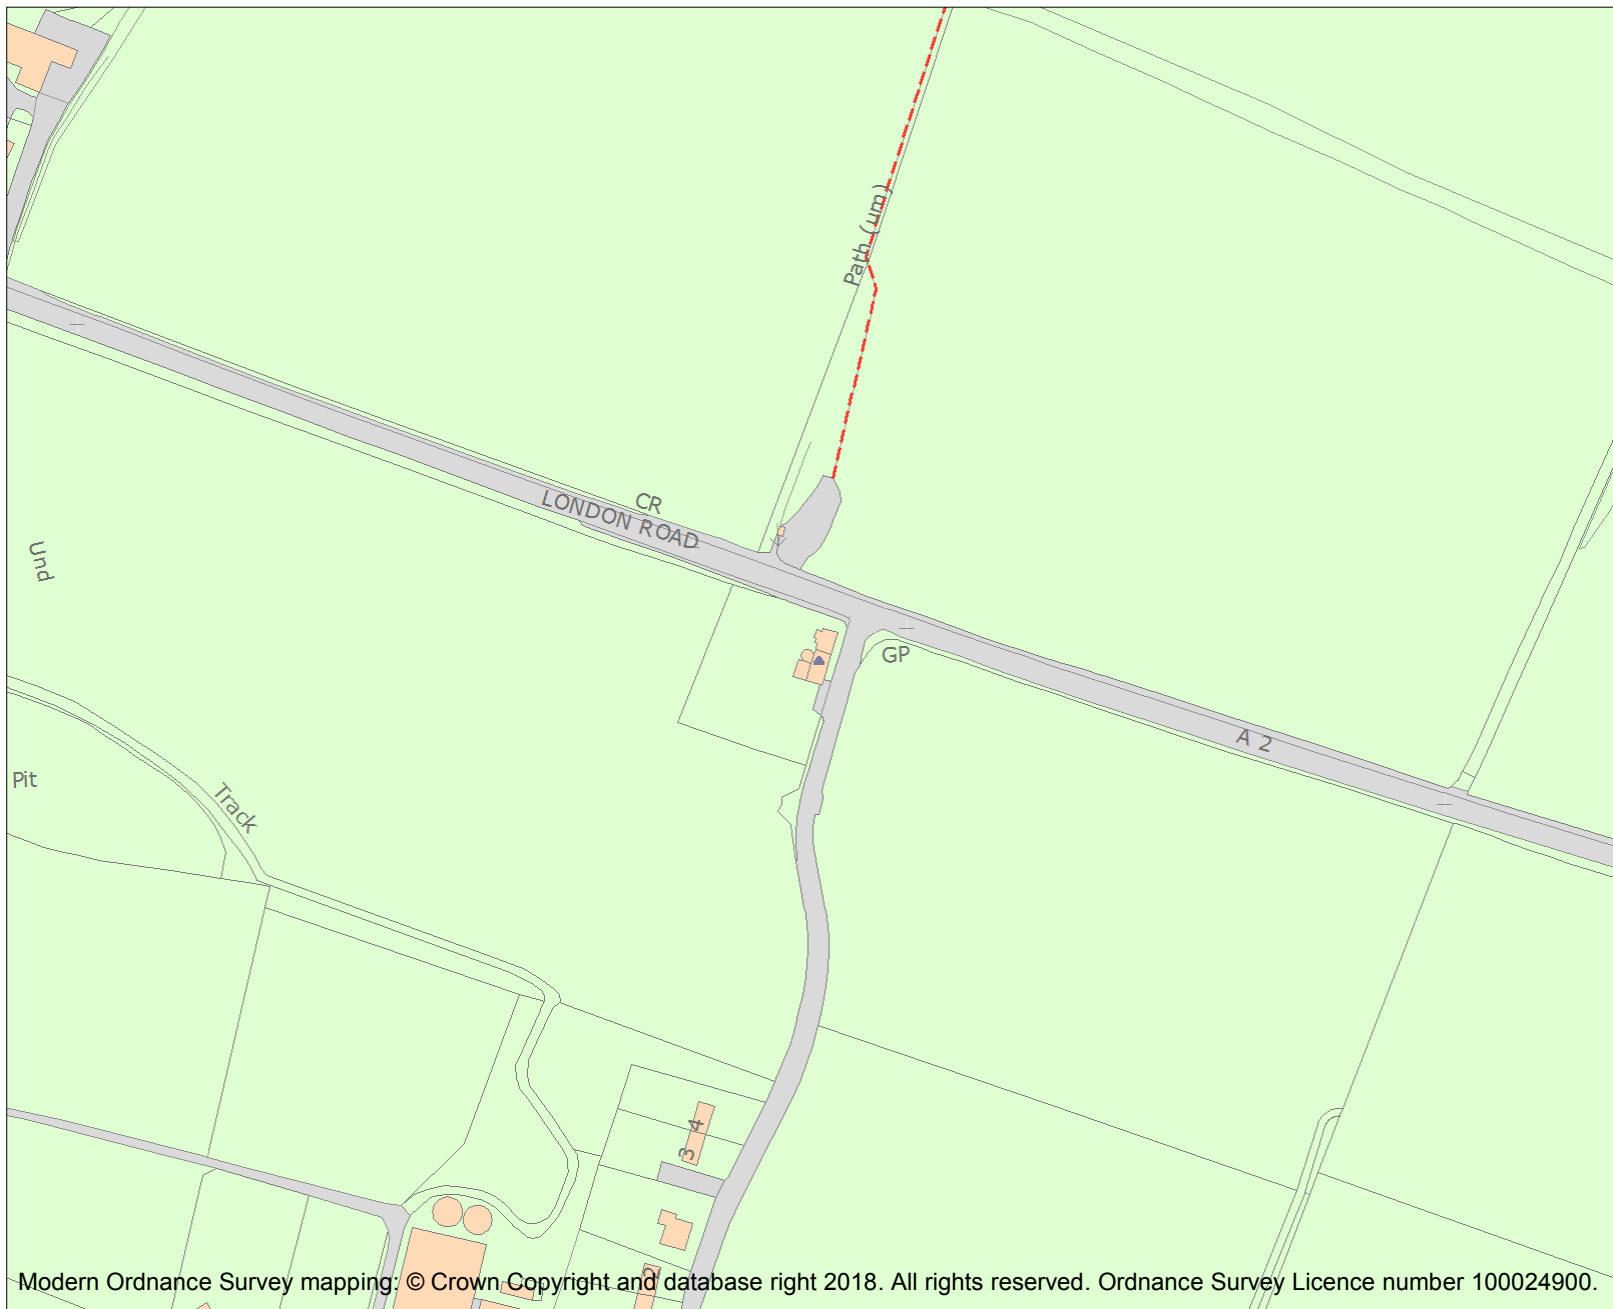 Path (um)
CR
LONDON ROAD
Und
GP
A 2
Pit
Track
4
3
2
Modern Ordnance Survey mapping: © Crown Copyright and database right 2018. All rights reserved. Ordnance Survey Licence number 100024900.